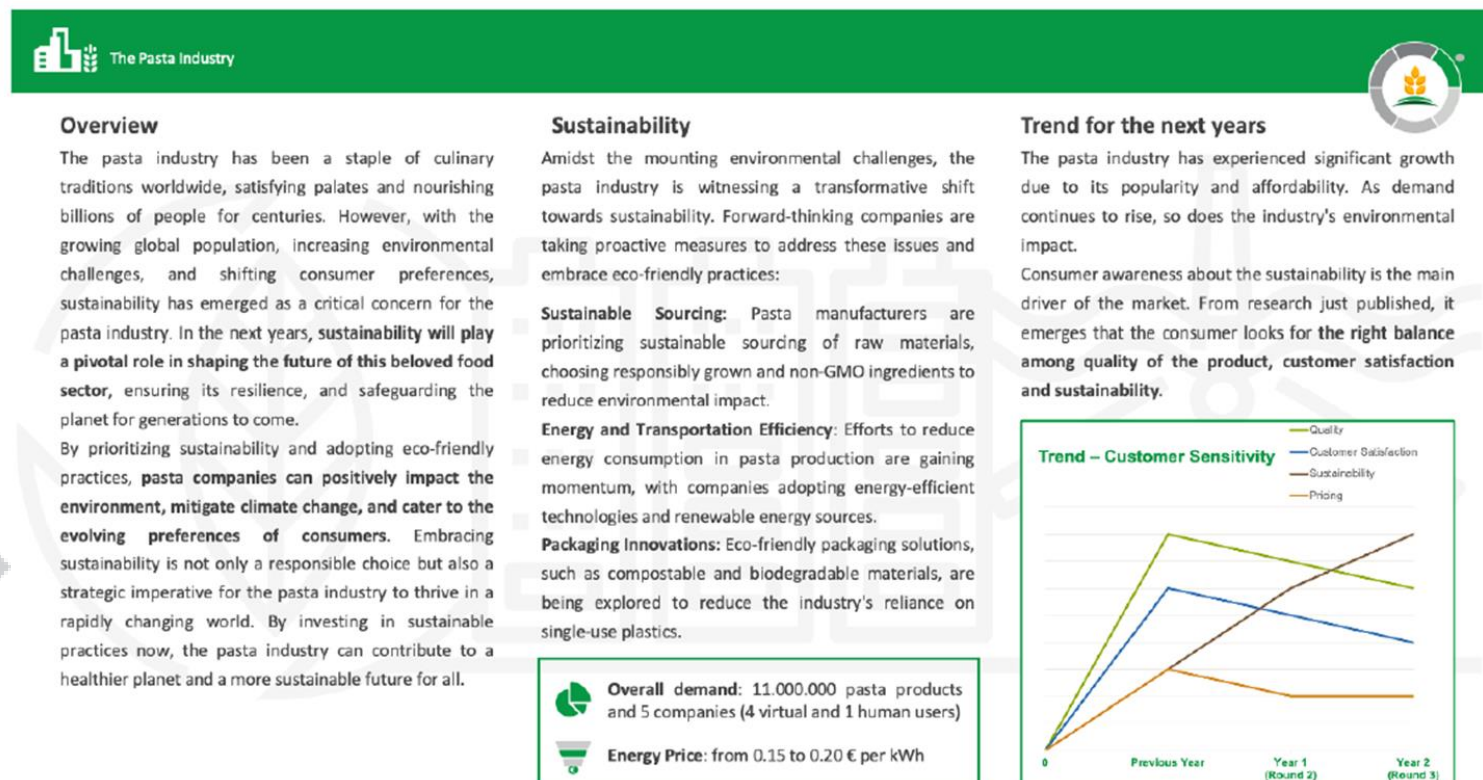 The Pasta Industry
Overview
The pasta industry has been a staple of culinary
traditions worldwide, satisfying palates and nourishing
billions of people for centuries. However, with the
growing global population, increasing environmental
challenges, and shifting consumer preferences,
sustainability has emerged as a critical concern for the
pasta industry. In the next years, sustainability will play
a pivotal role in shaping the future of this beloved food
sector, ensuring its resilience, and safeguarding the
planet for generations to come.
By prioritizing sustainability and adopting eco-friendly
practices, pasta companies can positively impact the
environment, mitigate climate change, and cater to the
evolving preferences of consumers. Embracing
sustainability is not only a responsible choice but also a
strategic imperative for the pasta industry to thrive in a
rapidly changing world. By investing in sustainable
practices now, the pasta industry can contribute to a
healthier planet and a more sustainable future for all.
Sustainability
Amidst the mounting environmental challenges, the
pasta industry is witnessing a transformative shift
towards sustainability. Forward-thinking companies are
taking proactive measures to address these issues and
embrace eco-friendly practices:
Sustainable Sourcing: Pasta manufacturers are
prioritizing sustainable sourcing of raw materials,
choosing responsibly grown and non-GMO ingredients to
reduce environmental impact.
Energy and Transportation Efficiency: Efforts to reduce
energy consumption in pasta production are gaining
momentum, with companies adopting energy-efficient
technologies and renewable energy sources.
Packaging Innovations: Eco-friendly packaging solutions,
such as compostable and biodegradable materials, are
being explored to reduce the industry's reliance on
single-use plastics.
Overall demand: 11.000.000 pasta products
and 5 companies (4 virtual and 1 human users)
Energy Price: from 0.15 to 0.20 € per kWh
Trend for the next years
The pasta industry has experienced significant growth
due to its popularity and affordability. As demand
continues to rise, so does the industry's environmental
impact.
Consumer awareness about the sustainability is the main
driver of the market. From research just published, it
emerges that the consumer looks for the right balance
among quality of the product, customer satisfaction
and sustainability.
Trend – Customer Sensitivity
Quality
Customer Satisfaction
Sustainability
Pricing
0
Previous Year
Year 1
(Round 2)
Year 2
(Round 3)